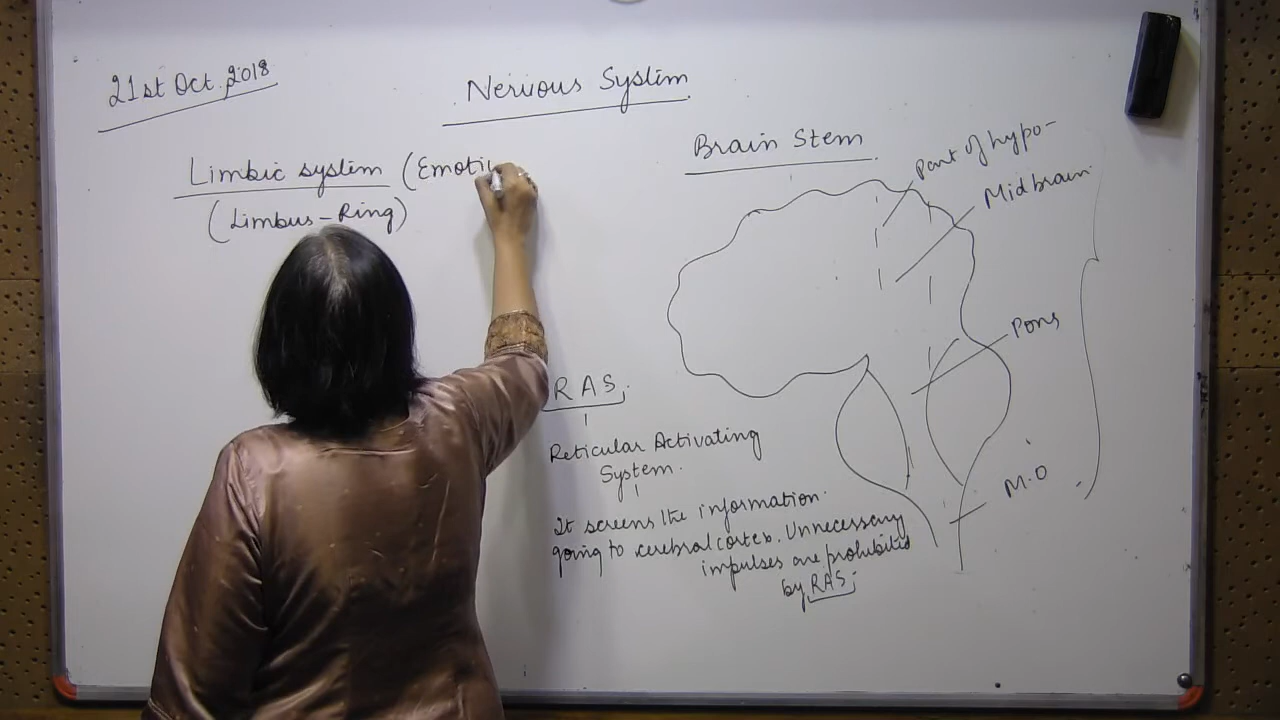 21st Oct, 2018
Nervous System
Limbic system (Emoti
(Limbus-Ring)
Brain Stem
Part of hypo-
Midbrain
Pons
M.O
RAS
Reticular Activating
System.
It screens the information
going to cerebral cortex. Unnecessary
impulses are prohibited
by RAS